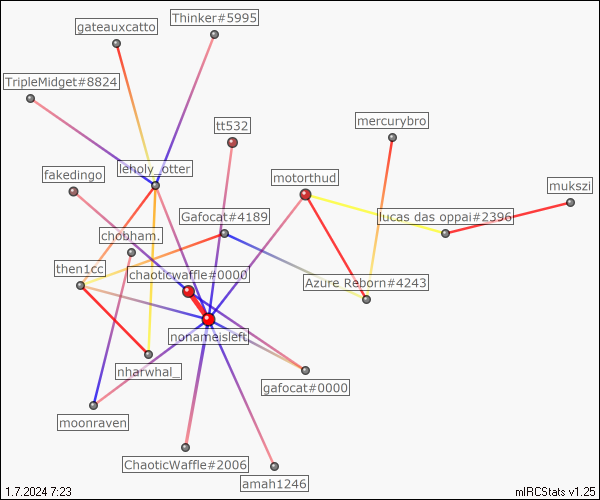 Thinker#5995
gateauxcatto
TripleMidget#8824
mercurybro
tt532
leholy_otter
fakedingo
motorthud
mukszi
Gafocat#4189
lucas das oppai#2396
chobham.
then1cc
chaoticwaffle#0000
Azure Reborn#4243
nonameisleft
nharwhal_
gafocat#0000
moonraven
ChaoticWaffle#2006
amah1246
1.7.2024 7:23
mIRCStats v1.25